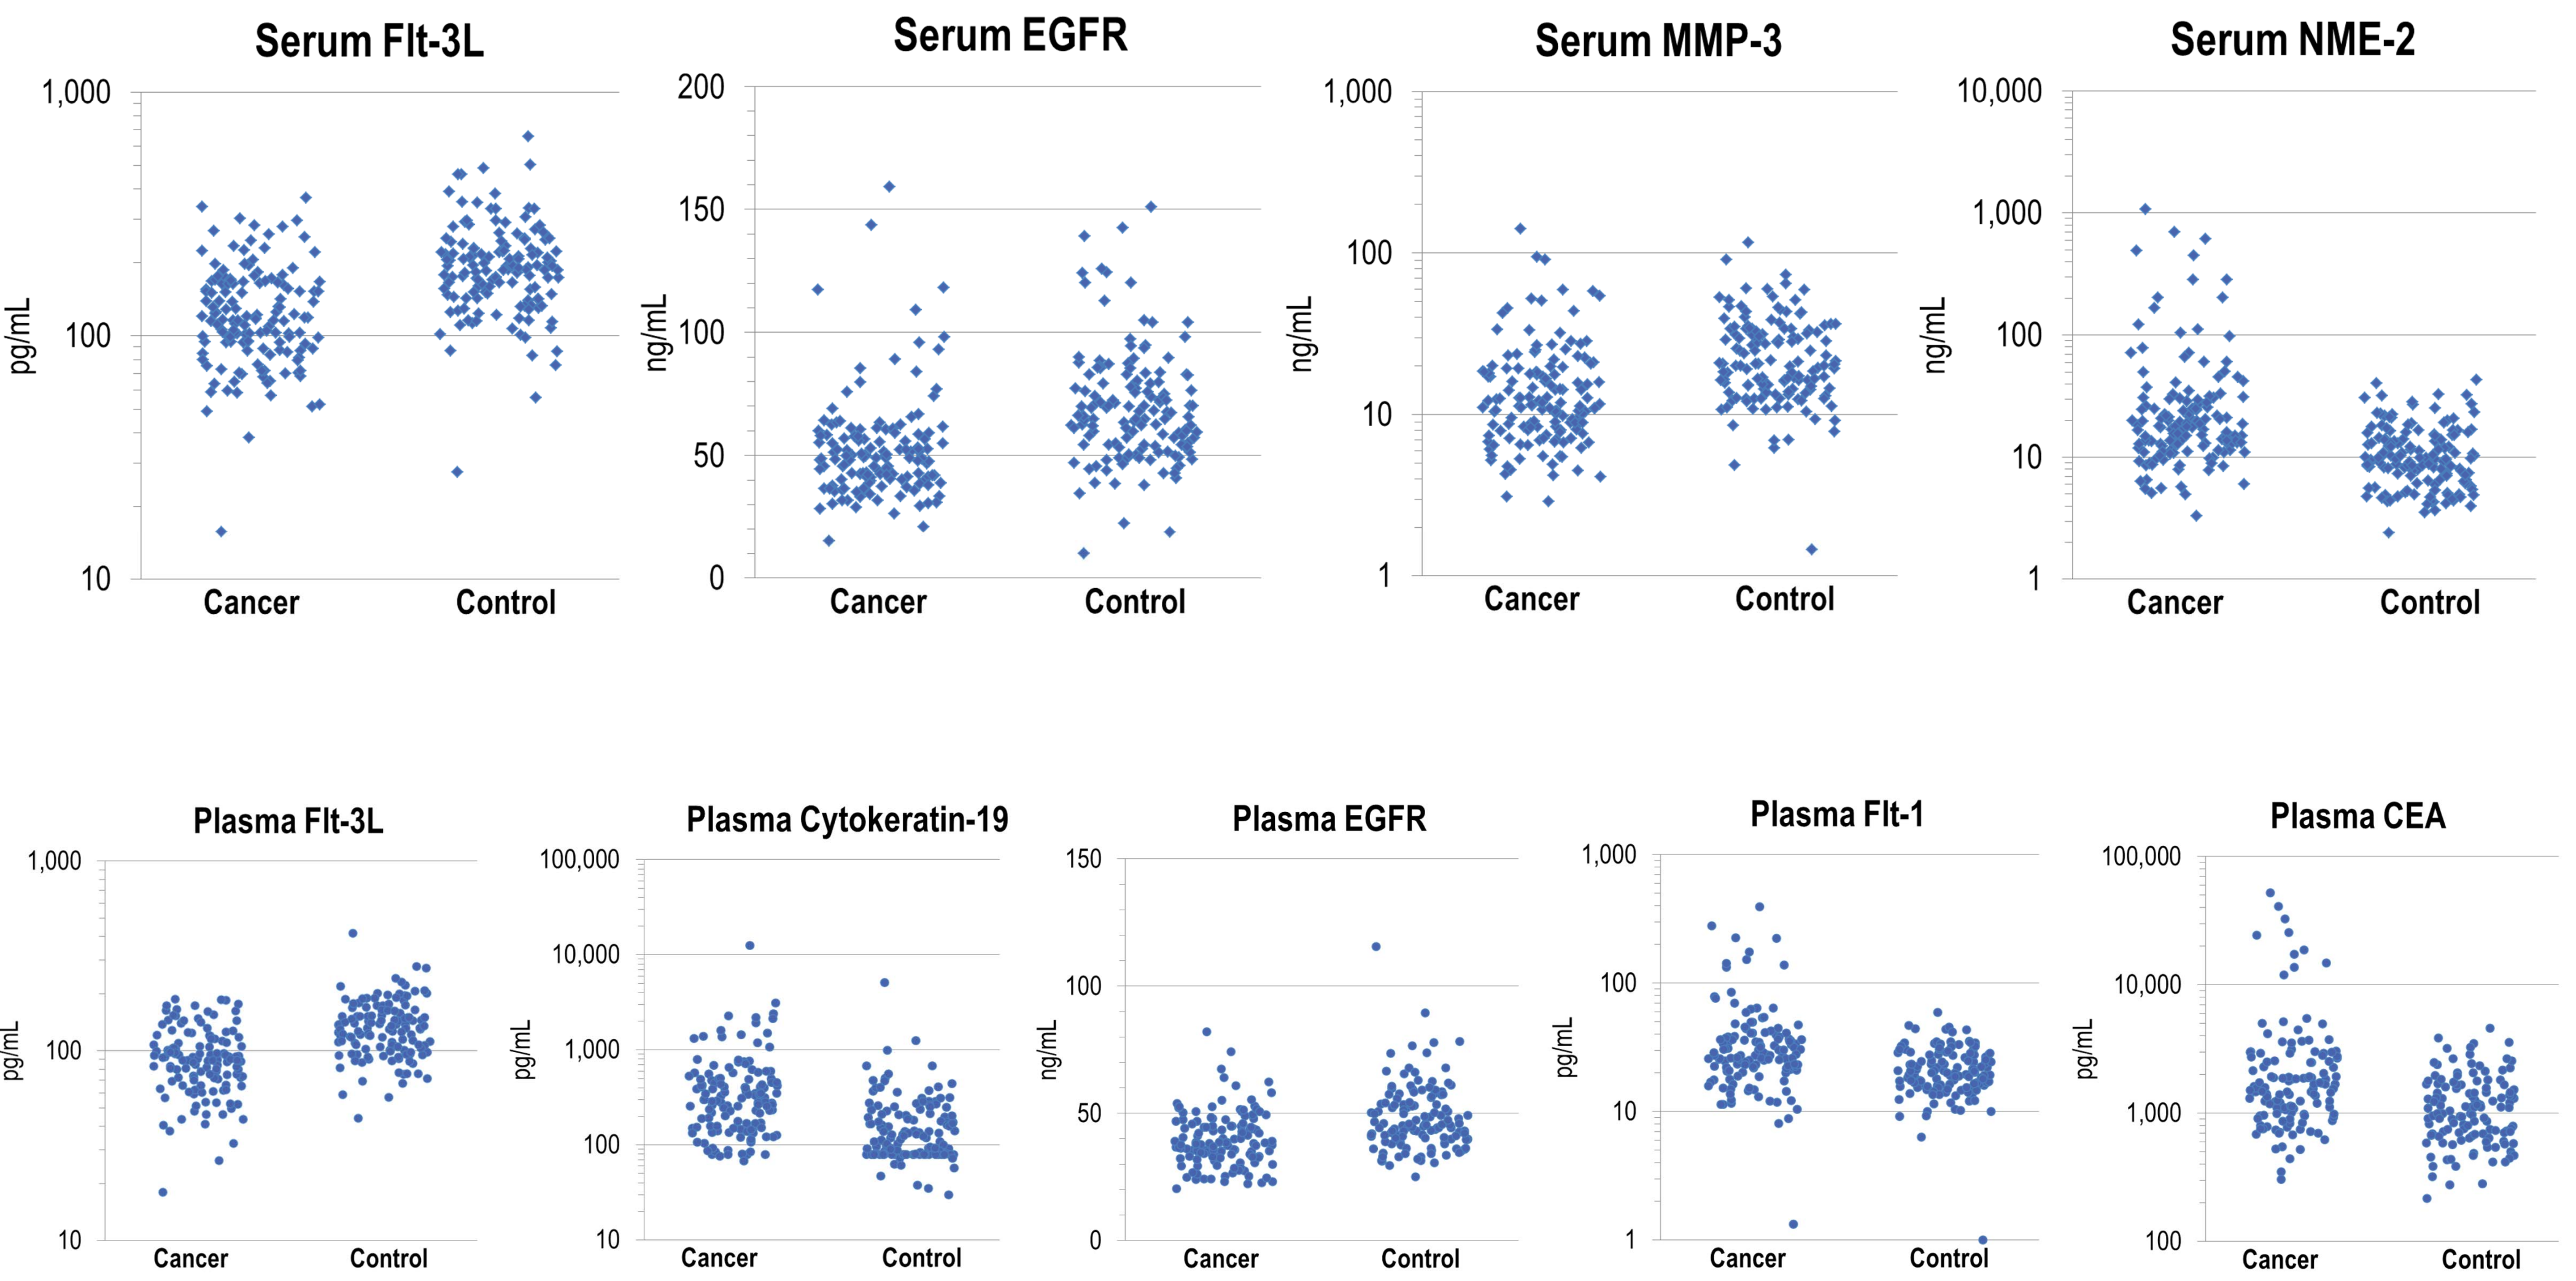 Serum Flt-3L
1,000
100
10
pg/mL
Cancer Control
Serum EGFR
200
150
100
50
0
ng/mL
Cancer Control
Serum MMP-3
1,000
100
10
1
ng/mL
Cancer Control
Serum NME-2
10,000
1,000
100
10
1
ng/mL
Cancer Control
Plasma Flt-3L
1,000
100
10
pg/mL
Cancer Control
Plasma Cytokeratin-19
100,000
10,000
1,000
100
10
pg/mL
Cancer Control
Plasma EGFR
150
100
50
0
ng/mL
Cancer Control
Plasma Flt-1
1,000
100
10
1
pg/mL
Cancer Control
Plasma CEA
100,000
10,000
1,000
100
pg/mL
Cancer Control